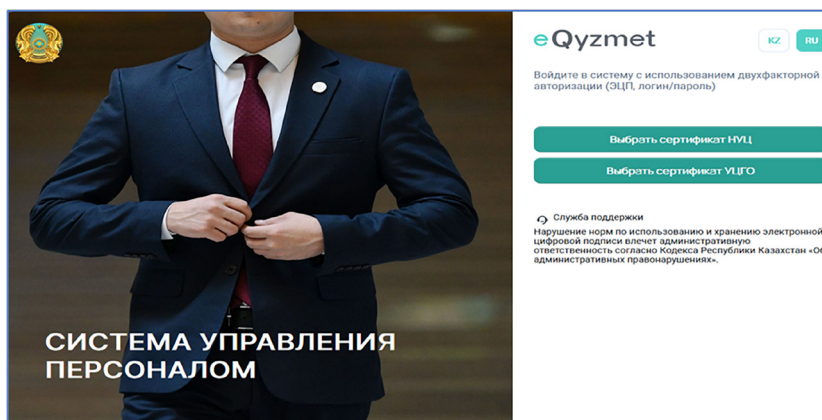 eQyzmet
KZ
RU
Войдите в систему с использованием двухфакторной
авторизации (ЭЦП, логин/пароль)
Выбрать сертификат НУЦ
Выбрать сертификат УЦГО
Служба поддержки
Нарушение норм по использованию и хранению электронной
цифровой подписи влечет административную
ответственность согласно Кодекса Республики Казахстан «Об
административных правонарушениях».
СИСТЕМА УПРАВЛЕНИЯ
ПЕРСОНАЛОМ